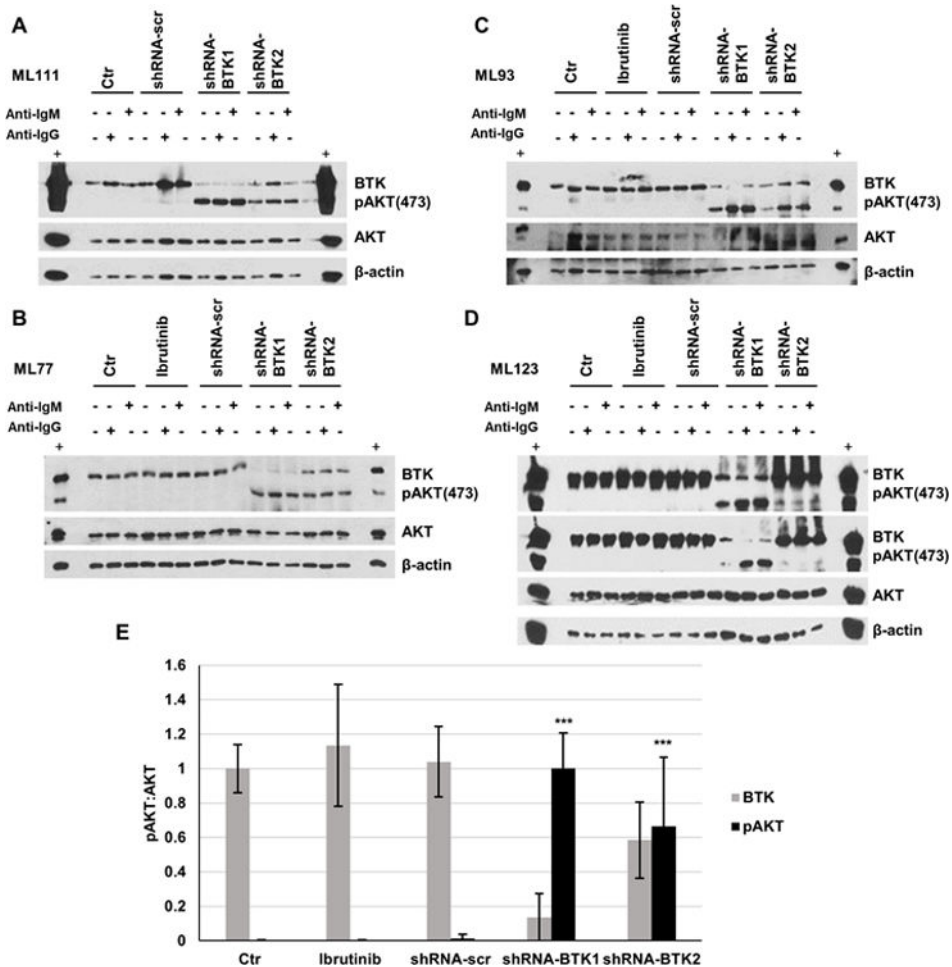 A
ML111
Ctr
shRNA-scr
shRNA-
BTK1
shRNA-
BTK2
Anti-IgM - - + - - + - - + - - +
Anti-IgG - + - - + - - + - - + -
+ +
BTK
pAKT(473)
AKT
β-actin
B
ML77
Ctr
Ibrutinib
shRNA-scr
shRNA-
BTK1
shRNA-
BTK2
Anti-IgM - - + - - + - - + - - + - - +
Anti-IgG - + - - + - - + - - + - - + -
+ +
BTK
pAKT(473)
AKT
β-actin
C
ML93
Ctr
Ibrutinib
shRNA-scr
shRNA-
BTK1
shRNA-
BTK2
Anti-IgM - - + - - + - - + - - + - - +
Anti-IgG - + - - + - - + - - + - - + -
+ +
BTK
pAKT(473)
AKT
β-actin
D
ML123
Ctr
Ibrutinib
shRNA-scr
shRNA-
BTK1
shRNA-
BTK2
Anti-IgM - - + - - + - - + - - + - - +
Anti-IgG - + - - + - - + - - + - - + -
+ +
BTK
pAKT(473)
BTK
pAKT(473)
AKT
β-actin
E
pAKT:AKT
1.6
1.4
1.2
1
0.8
0.6
0.4
0.2
0
***
***
Ctr Ibrutinib shRNA-scr shRNA-BTK1 shRNA-BTK2
BTK
pAKT